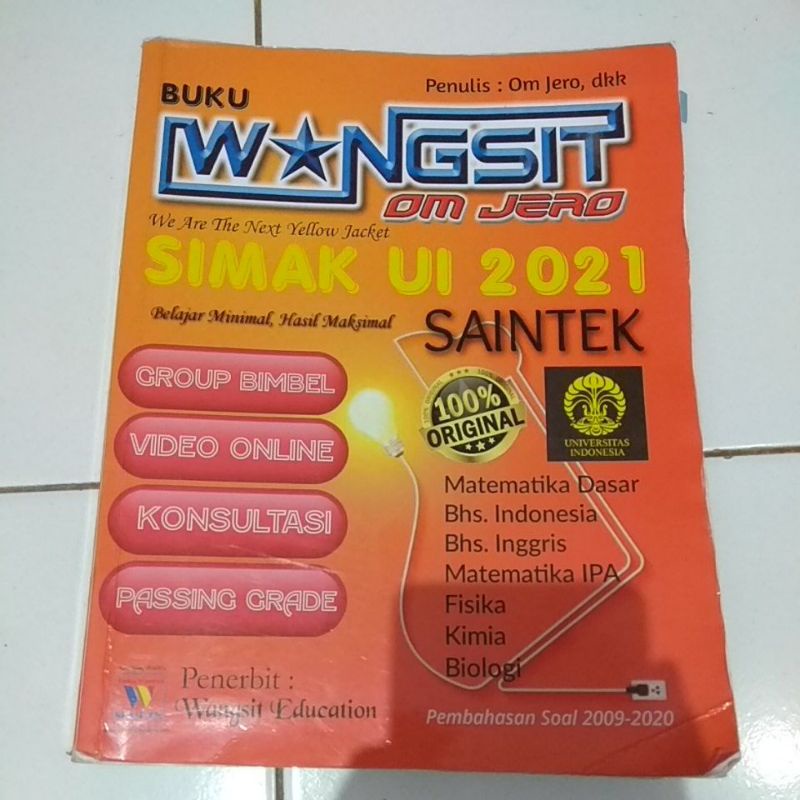 Penulis : Om Jero, dkk
BUKU
WANGSIT
OM JERO
We Are The Next Yellow Jacket
SIMAK UI 2021
Belajar Minimal, Hasil Maksimal
SAINTEK
GROUP BIMBEL
VIDEO ONLINE
KONSULTASI
PASSING GRADE
100%
ORIGINAL
UNIVERSITAS
INDONESIA
Matematika Dasar
Bhs. Indonesia
Bhs. Inggris
Matematika IPA
Fisika
Kimia
Biologi
Penerbit :
Wangsit Education
Pembahasan Soal 2009-2020